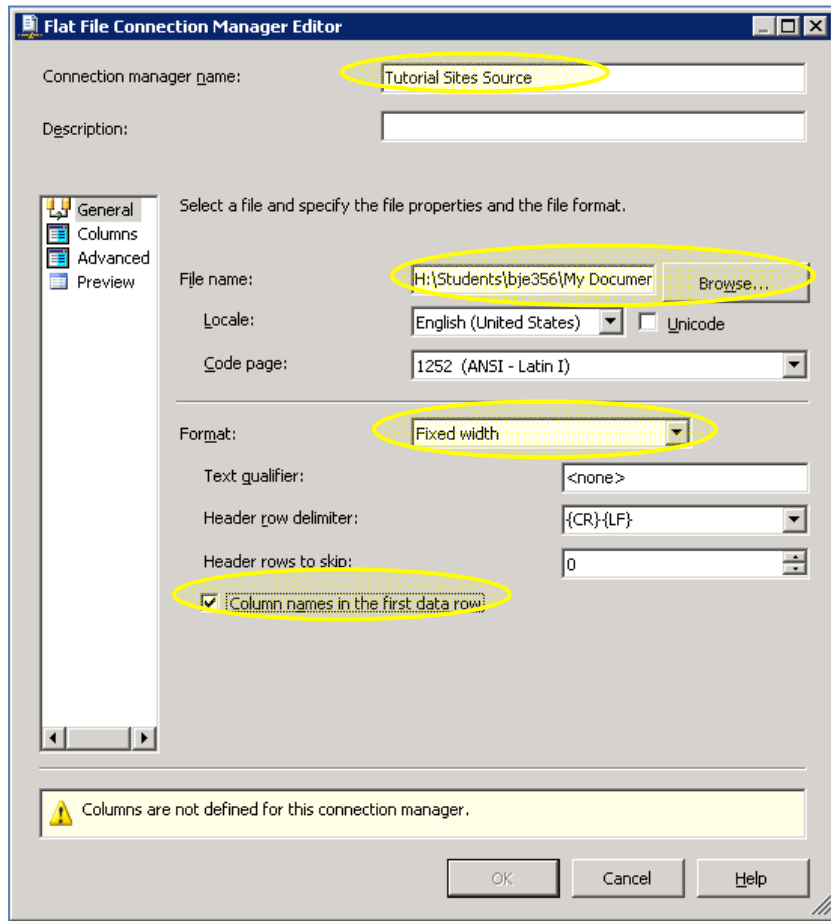 Flat File Connection Manager Editor
Connection manager name: Tutorial Sites Source
Description:
General
Columns
Advanced
Preview
Select a file and specify the file properties and the file format.
File name: H:\Students\bje356\My Documer Browse...
Locale: English (United States) Unicode
Code page: 1252 (ANSI - Latin I)
Format: Fixed width
Text qualifier: <none>
Header row delimiter: {CR}{LF}
Header rows to skip: 0
Column names in the first data row
Columns are not defined for this connection manager.
OK Cancel Help